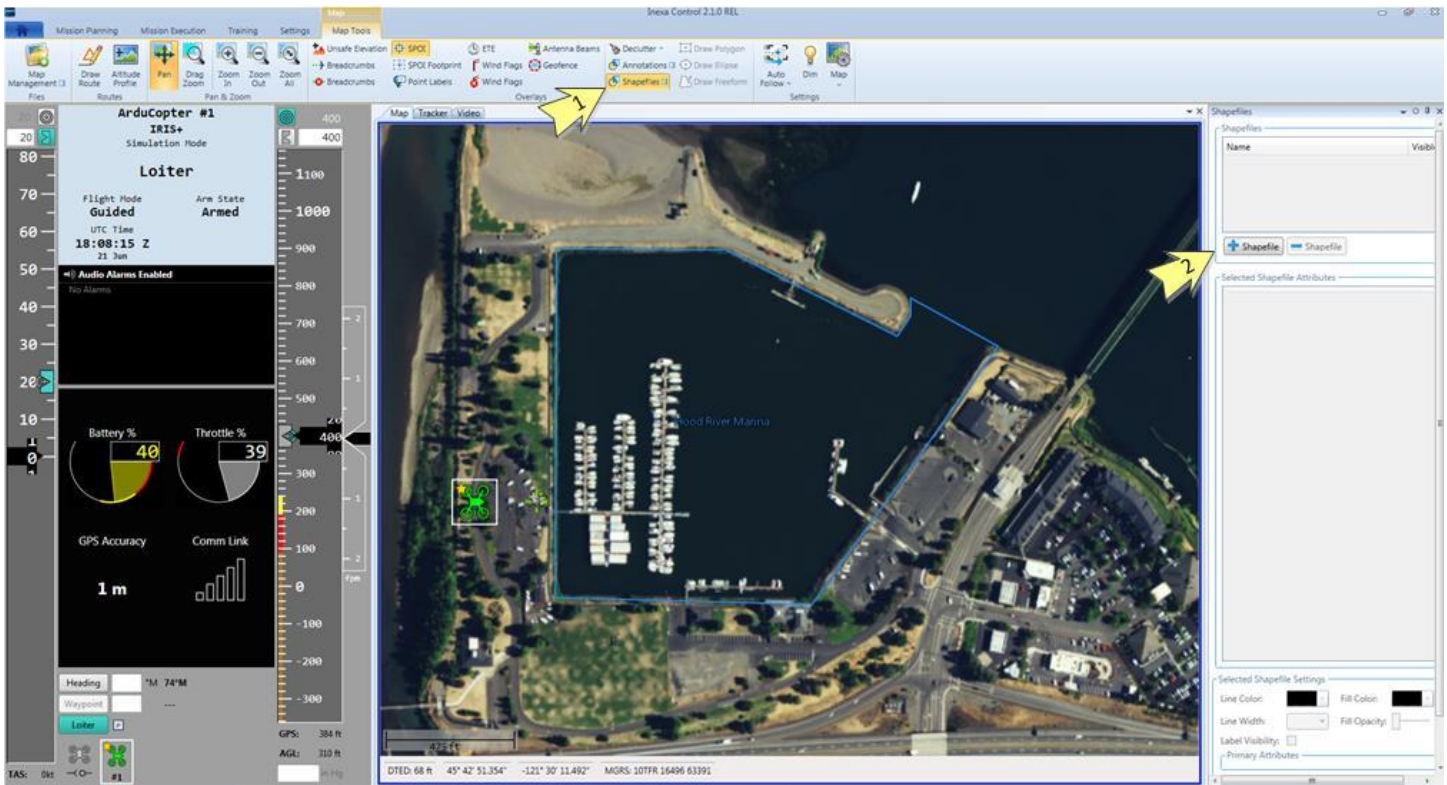 Inexa Control 2.1.0 REL
Map
Mission Planning Mission Execution Training Settings Map Tools
Map Management
Files
Draw Route
Altitude Profile
Routes
Pan
Drag Zoom
Zoom In
Zoom Out
Zoom All
Pan & Zoom
Unsafe Elevation
Breadcrumbs
Breadcrumbs
SPOI
SPOI Footprint
Point Labels
ETE
Wind Flags
Wind Flags
Antenna Beams
Geofence
Declutter
Annotations
Shapefiles
Draw Polygon
Draw Ellipse
Draw Freeform
Overlays
Auto Follow
Dim
Map
Settings
1
2
20
20
80
70
60
50
40
30
20
10
0
TAS: 0kt
ArduCopter #1
IRIS+
Simulation Mode
Loiter
Flight Mode Arm State
Guided Armed
UTC Time
18:08:15 Z
21 Jun
Audio Alarms Enabled
No Alarms
Battery % Throttle %
40 39
GPS Accuracy Comm Link
1 m
Heading °M 74°M
Waypoint ---
Loiter
#1
400
400
1100
1000
900
800
700
600
500
400
300
200
100
0
-100
-200
-300
2
1
1
2
fpm
GPS: 384 ft
AGL: 310 ft
in Hg
Map Tracker Video
Hood River Marina
425 ft
DTED: 68 ft 45° 42' 51.354" -121° 30' 11.492" MGRS: 10TFR 16496 63391
Shapefiles
Shapefiles
Name Visible
Shapefile Shapefile
Selected Shapefile Attributes
Selected Shapefile Settings
Line Color: Fill Color:
Line Width: Fill Opacity:
Label Visibility:
Primary Attributes